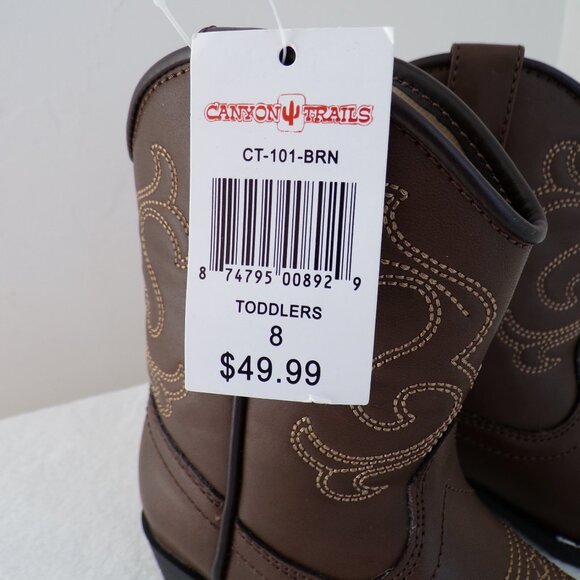 CANYON TRAILS
CT-101-BRN
8 74795 00892 9
TODDLERS
8
$49.99